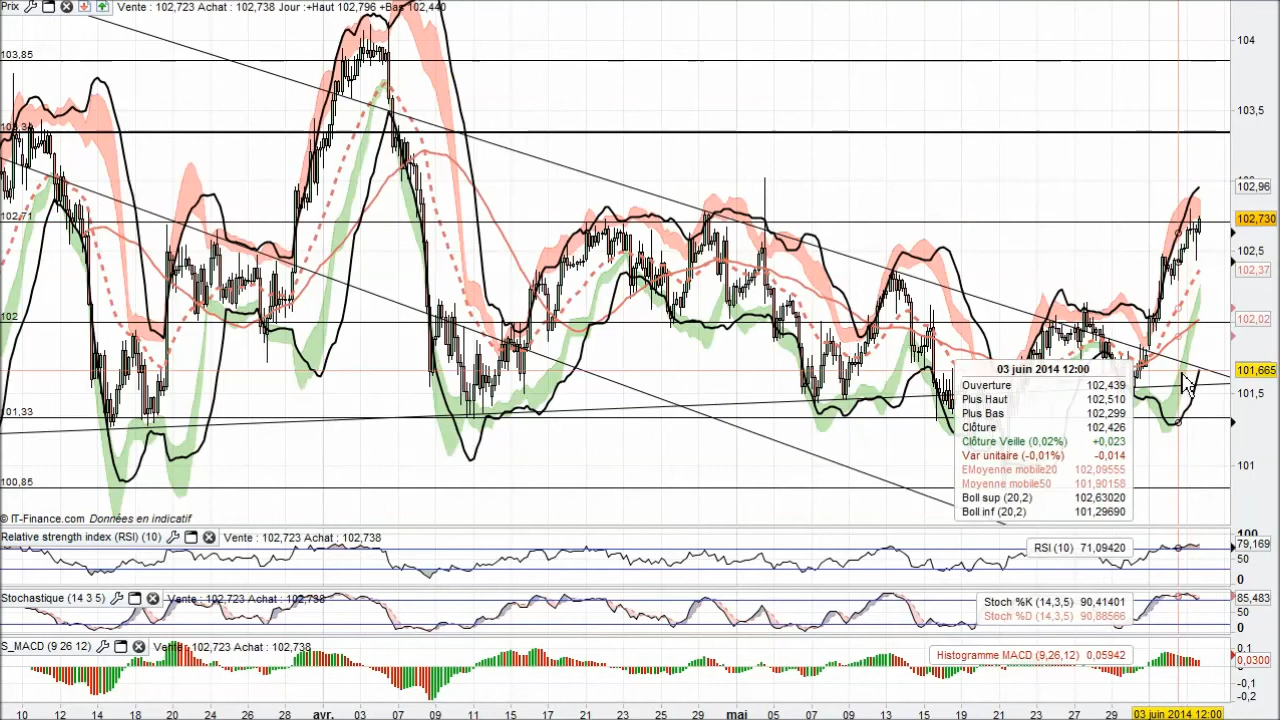 Prix Vente : 102,723 Achat : 102,738 Jour :+Haut 102,796 +Bas 102,440
104
103,85
103,5
103,34
102,96
102,71
102,730
102,5
102,37
102
102,02
101,665
03 juin 2014 12:00
Ouverture 102,439
Plus Haut 102,510
Plus Bas 102,299
Clôture 102,426
Clôture Veille (0,02%) +0,023
Var unitaire (-0,01%) -0,014
EMoyenne mobile20 102,09555
Moyenne mobile50 101,90158
Boll sup (20,2) 102,63020
Boll inf (20,2) 101,29690
101,5
101,33
101
100,85
© IT-Finance.com Données en indicatif
Relative strength index (RSI) (10) Vente : 102,723 Achat : 102,738
RSI (10) 71,09420
100
79,169
50
0
Stochastique (14 3 5) Vente : 102,723 Achat : 102,738
Stoch %K (14,3,5) 90,41401
Stoch %D (14,3,5) 90,88566
85,483
50
0
S_MACD (9 26 12) Vente : 102,723 Achat : 102,738
Histogramme MACD (9,26,12) 0,05942
0,1
0,0300
-0,1
-0,2
10 12 14 18 20 24 26 28 avr. 03 07 09 11 15 17 21 23 25 29 mai 05 07 09 13 15 19 21 23 27 29 03 juin 2014 12:00